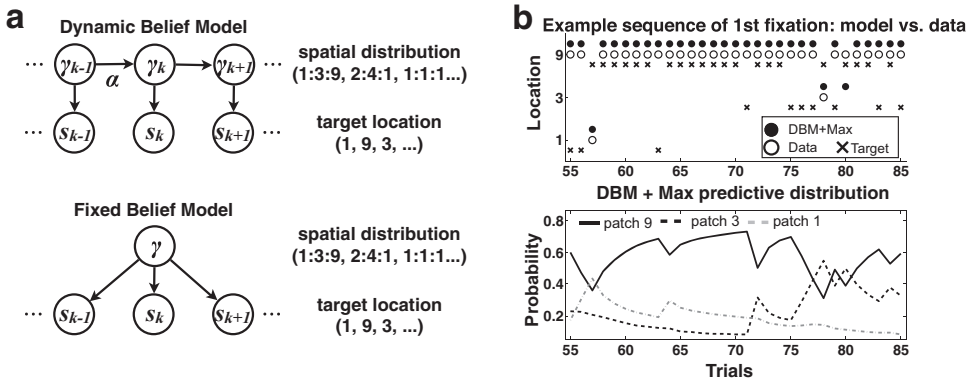 a
Dynamic Belief Model
... γk-1 γk γk+1 ...
α
spatial distribution
(1:3:9, 2:4:1, 1:1:1...)
... sk-1 sk sk+1 ...
target location
(1, 9, 3, ...)
Fixed Belief Model
γ
spatial distribution
(1:3:9, 2:4:1, 1:1:1...)
... sk-1 sk sk+1 ...
target location
(1, 9, 3, ...)
b
Example sequence of 1st fixation: model vs. data
Location
9
3
1
DBM+Max
Data
Target
55 60 65 70 75 80 85
DBM + Max predictive distribution
Probability
0.8
0.6
0.4
0.2
patch 9 patch 3 patch 1
55 60 65 70 75 80 85
Trials